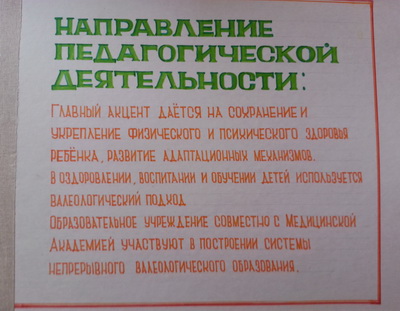 НАПРАВЛЕНИЕ
ПЕДАГОГИЧЕСКОЙ
ДЕЯТЕЛЬНОСТИ:
ГЛАВНЫЙ АКЦЕНТ ДАЁТСЯ НА СОХРАНЕНИЕ И
УКРЕПЛЕНИЕ ФИЗИЧЕСКОГО И ПСИХИЧЕСКОГО ЗДОРОВЬЯ
РЕБЁНКА, РАЗВИТИЕ АДАПТАЦИОННЫХ МЕХАНИЗМОВ.
В ОЗДОРОВЛЕНИИ, ВОСПИТАНИИ И ОБУЧЕНИИ ДЕТЕЙ ИСПОЛЬЗУЕТСЯ
ВАЛЕОЛОГИЧЕСКИЙ ПОДХОД
ОБРАЗОВАТЕЛЬНОЕ УЧРЕЖДЕНИЕ СОВМЕСТНО С МЕДИЦИНСКОЙ
АКАДЕМИЕЙ УЧАСТВУЮТ В ПОСТРОЕНИИ СИСТЕМЫ
НЕПРЕРЫВНОГО ВАЛЕОЛОГИЧЕСКОГО ОБРАЗОВАНИЯ.